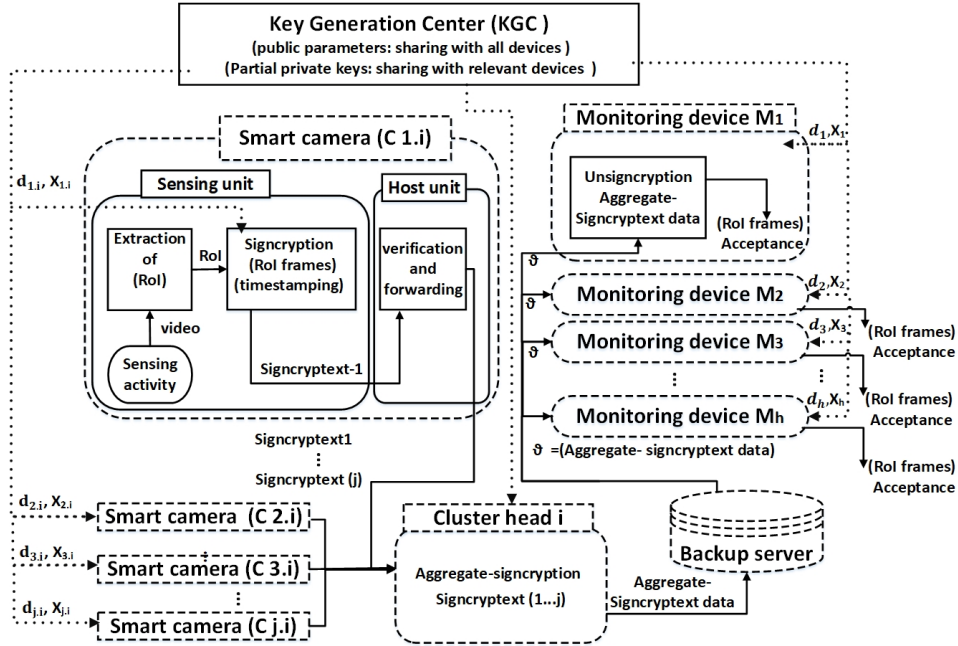 Key Generation Center (KGC )
(public parameters: sharing with all devices )
(Partial private keys: sharing with relevant devices )
Smart camera (C 1.i)
d1.i, X1.i
Sensing unit
Host unit
Extraction
of
(RoI)
RoI
Signcryption
(RoI frames)
(timestamping)
verification
and
forwarding
video
Sensing
activity
Signcryptext-1
Signcryptext1
Signcryptext (j)
d2.i, X2.i
Smart camera (C 2.i)
d3.i, X3.i
Smart camera (C 3.i)
dj.i, Xj.i
Smart camera (C j.i)
Cluster head i
Aggregate-signcryption
Signcryptext (1...j)
Aggregate-
Signcryptext data
Backup server
Monitoring device M1
d1,X1
Unsigncryption
Aggregate-
Signcryptext data
(RoI frames)
Acceptance
ϑ
d2,X2
Monitoring device M2
ϑ
(RoI frames)
Acceptance
d3,X3
Monitoring device M3
ϑ
(RoI frames)
Acceptance
dh,Xh
Monitoring device Mh
ϑ =(Aggregate- signcryptext data)
(RoI frames)
Acceptance